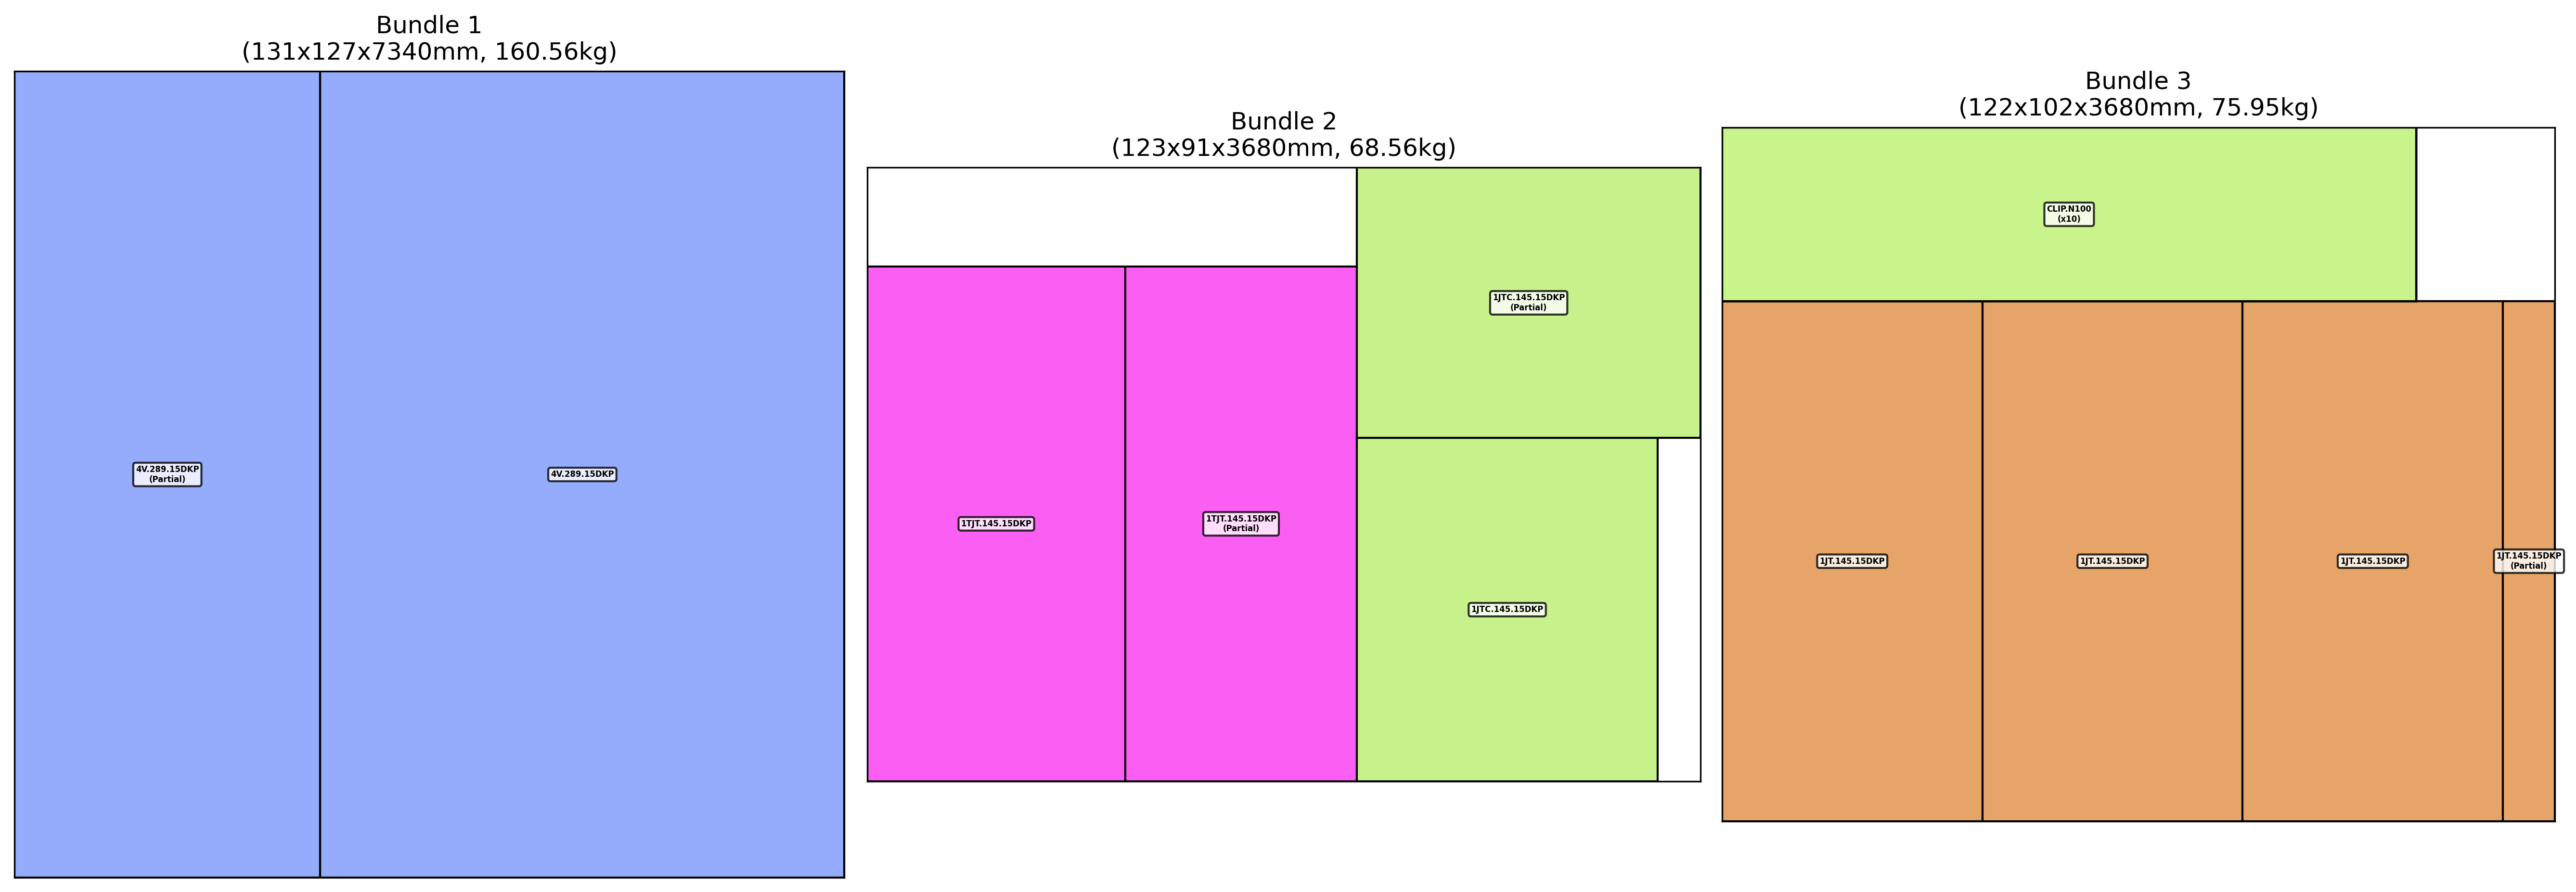 Bundle 1
(131x127x7340mm, 160.56kg)
4V.289.15DKP
(Partial)
4V.289.15DKP
Bundle 2
(123x91x3680mm, 68.56kg)
1JTC.145.15DKP
(Partial)
1TJT.145.15DKP
1TJT.145.15DKP
(Partial)
1JTC.145.15DKP
Bundle 3
(122x102x3680mm, 75.95kg)
CLIP.N100
(x10)
1JT.145.15DKP
1JT.145.15DKP
1JT.145.15DKP
1JT.145.15DKP
(Partial)